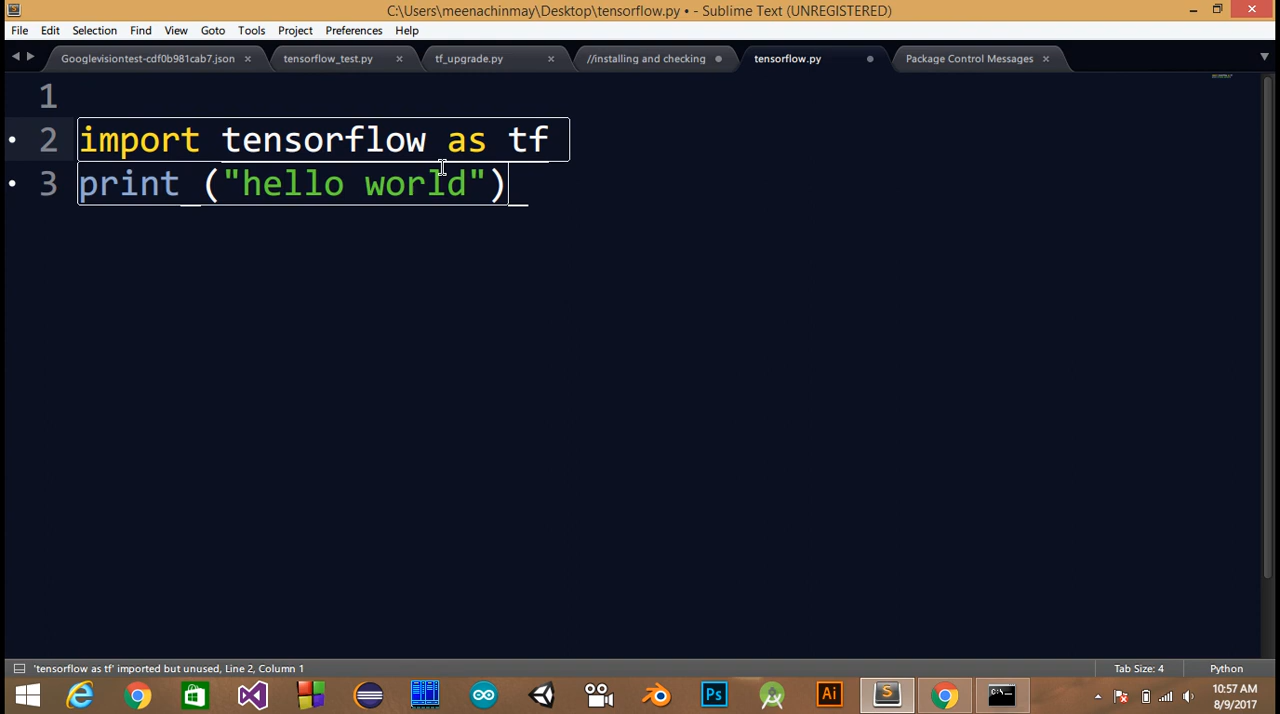 C:\Users\meenachinmay\Desktop\tensorflow.py • - Sublime Text (UNREGISTERED)
File Edit Selection Find View Goto Tools Project Preferences Help
Googlevisiontest-cdf0b981cab7.json tensorflow_test.py tf_upgrade.py //installing and checking tensorflow.py Package Control Messages
1
2 import tensorflow as tf
3 print ("hello world")
'tensorflow as tf' imported but unused, Line 2, Column 1 Tab Size: 4 Python
Ps Ai S C:\_
10:57 AM
8/9/2017